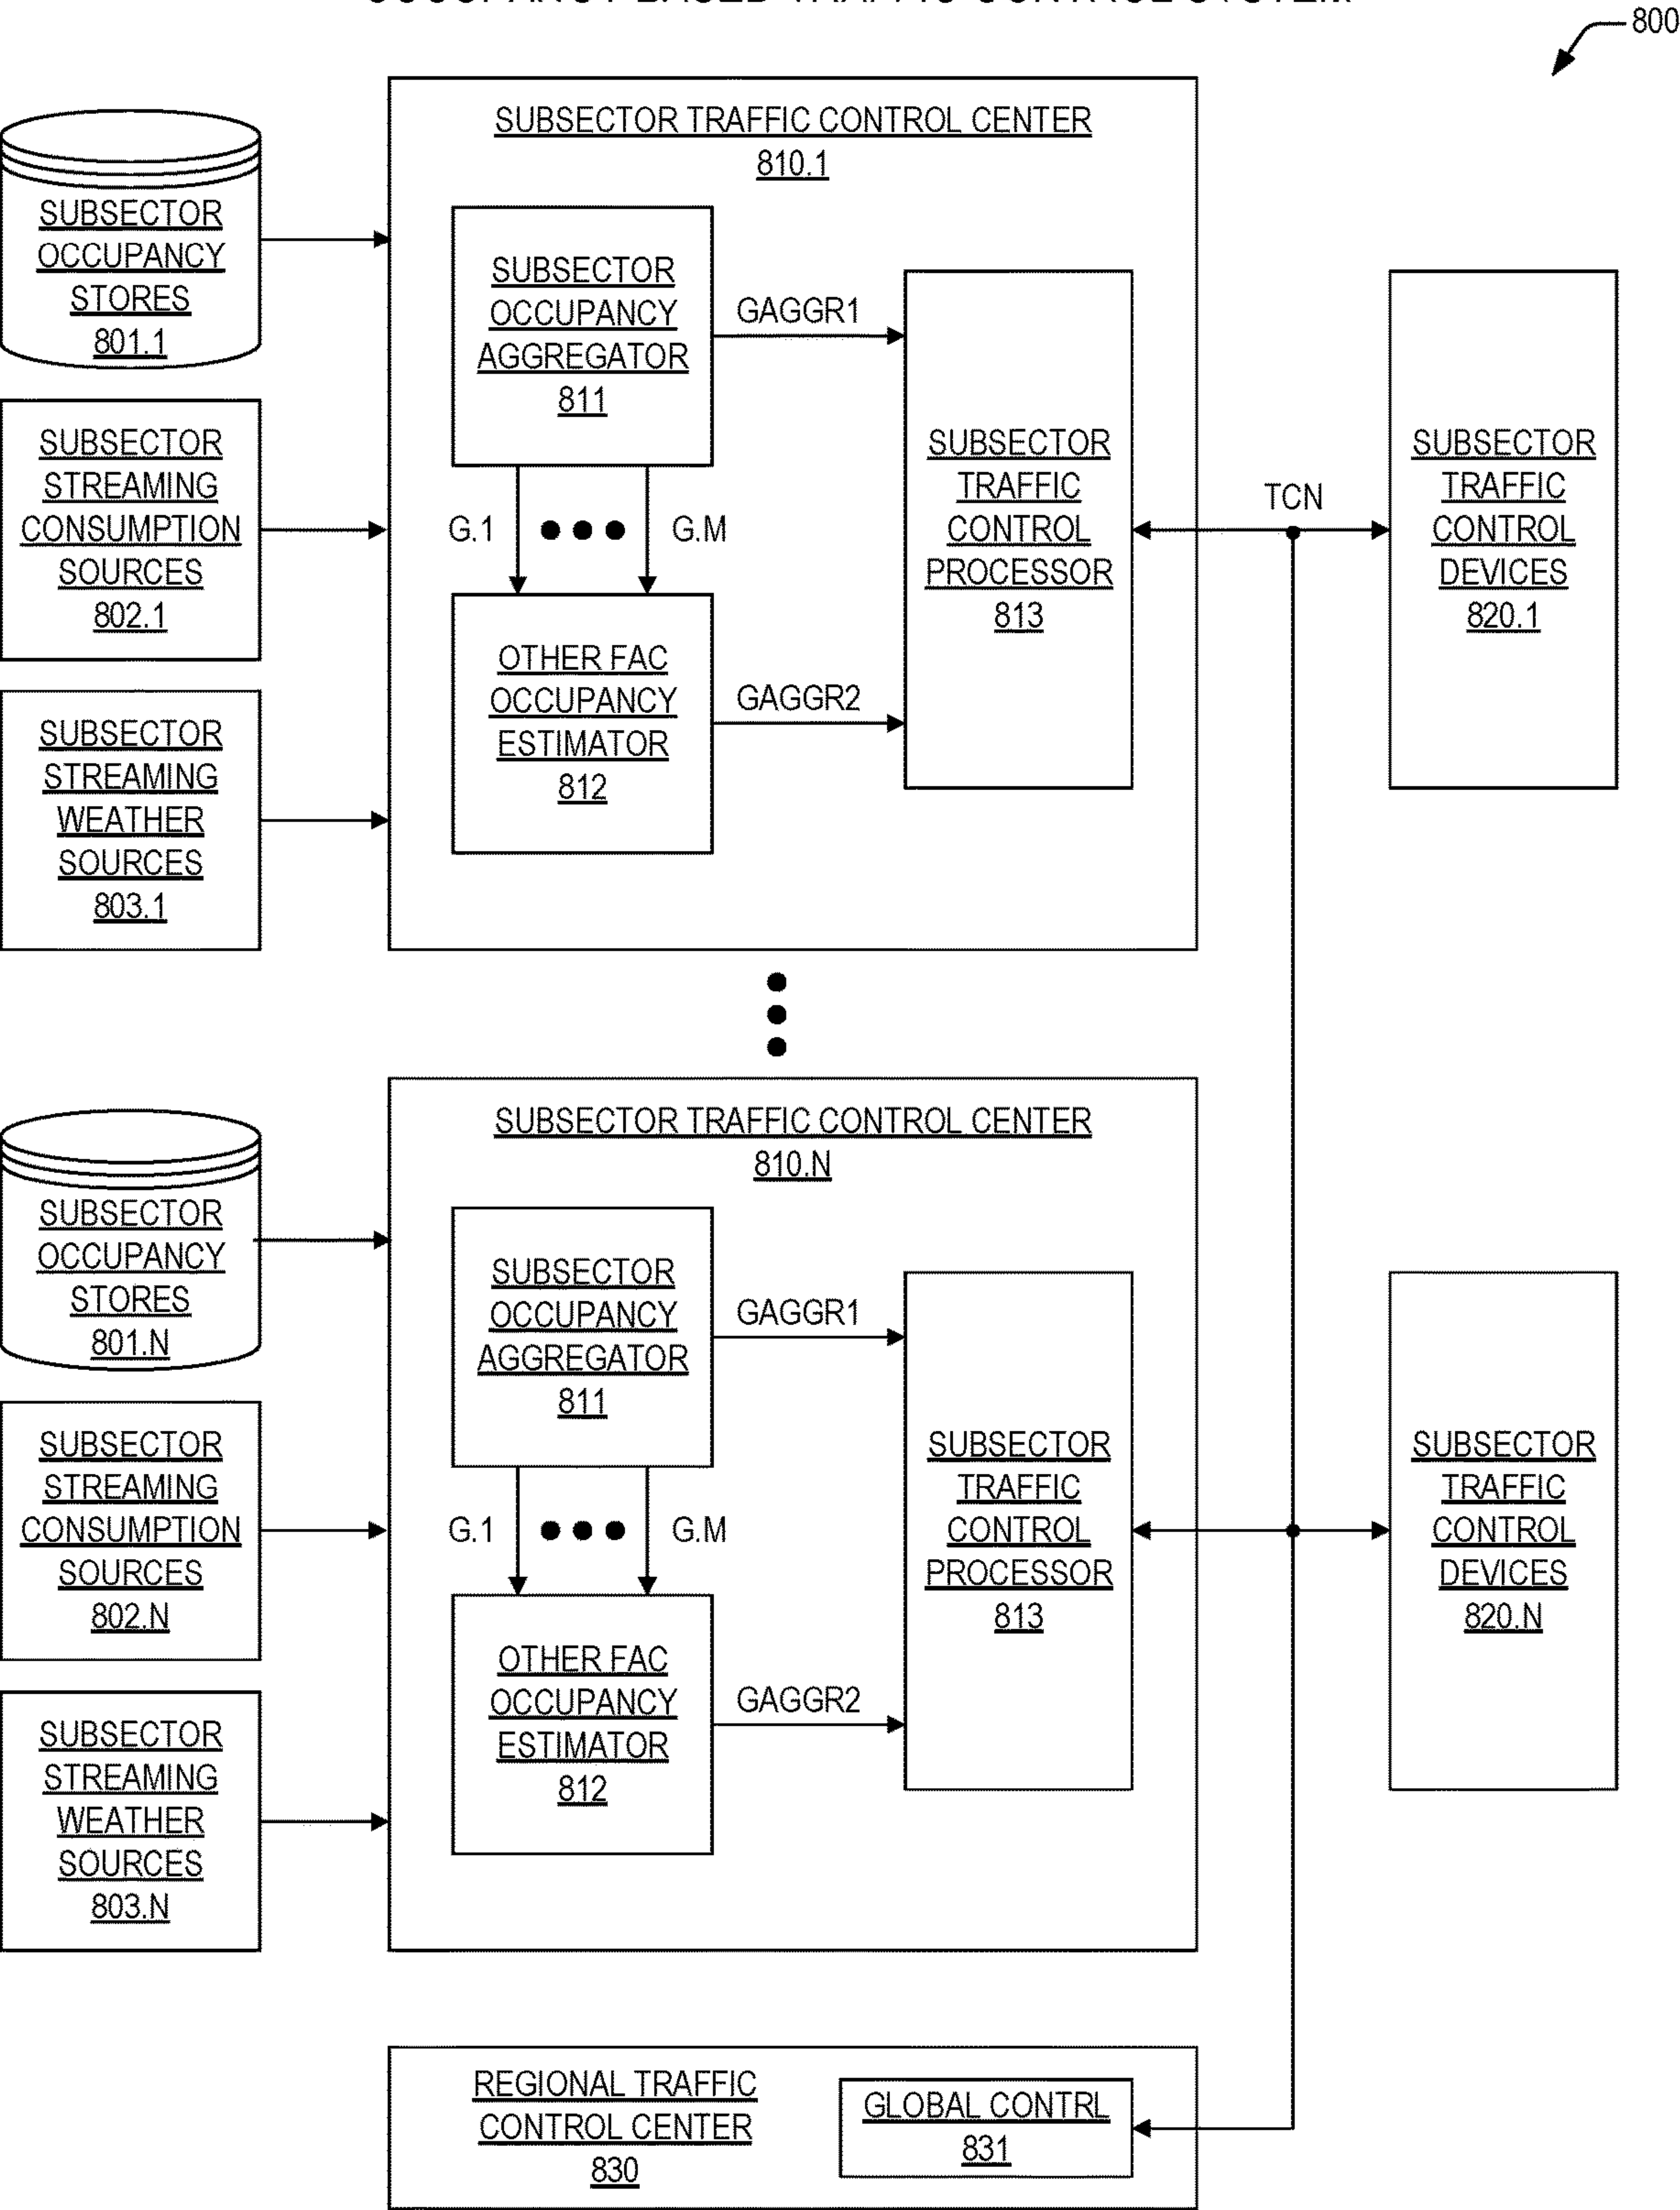 OCCUPANCY BASED TRAFFIC CONTROL SYSTEM
800
SUBSECTOR
OCCUPANCY
STORES
801.1
SUBSECTOR
STREAMING
CONSUMPTION
SOURCES
802.1
SUBSECTOR
STREAMING
WEATHER
SOURCES
803.1
SUBSECTOR TRAFFIC CONTROL CENTER
810.1
SUBSECTOR
OCCUPANCY
AGGREGATOR
811
GAGGR1
G.1
G.M
OTHER FAC
OCCUPANCY
ESTIMATOR
812
GAGGR2
SUBSECTOR
TRAFFIC
CONTROL
PROCESSOR
813
TCN
SUBSECTOR
TRAFFIC
CONTROL
DEVICES
820.1
SUBSECTOR
OCCUPANCY
STORES
801.N
SUBSECTOR
STREAMING
CONSUMPTION
SOURCES
802.N
SUBSECTOR
STREAMING
WEATHER
SOURCES
803.N
SUBSECTOR TRAFFIC CONTROL CENTER
810.N
SUBSECTOR
OCCUPANCY
AGGREGATOR
811
GAGGR1
G.1
G.M
OTHER FAC
OCCUPANCY
ESTIMATOR
812
GAGGR2
SUBSECTOR
TRAFFIC
CONTROL
PROCESSOR
813
SUBSECTOR
TRAFFIC
CONTROL
DEVICES
820.N
REGIONAL TRAFFIC
CONTROL CENTER
830
GLOBAL CONTRL
831